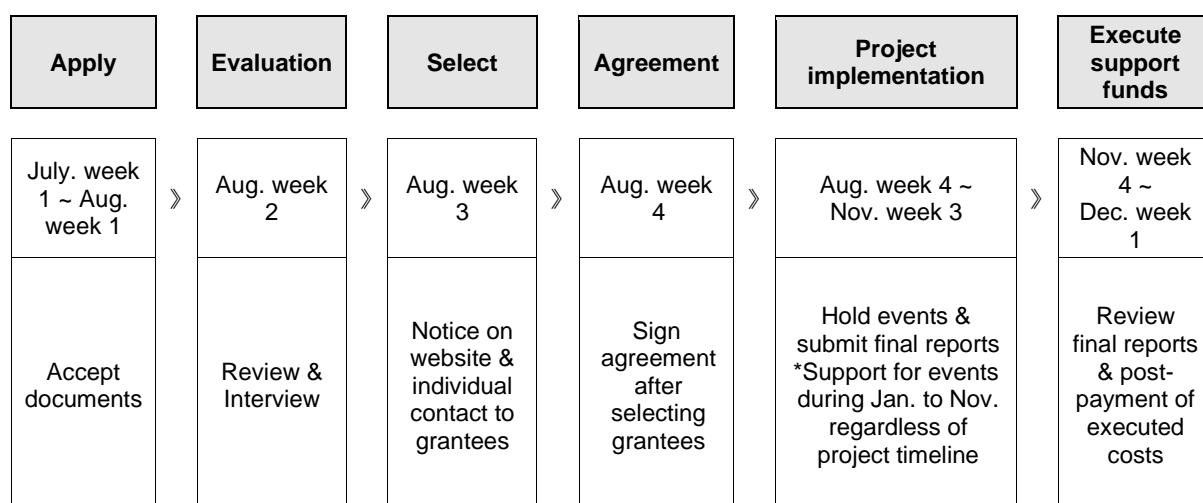 Apply
Evaluation
Select
Agreement
Project
implementation
Execute
support
funds
July. week
1 ~ Aug.
week 1
》
Aug. week
2
》
Aug. week
3
》
Aug. week
4
》
Aug. week 4 ~
Nov. week 3
》
Nov. week
4 ~
Dec. week
1
Accept
documents
Review &
Interview
Notice on
website &
individual
contact to
grantees
Sign
agreement
after
selecting
grantees
Hold events &
submit final reports
*Support for events
during Jan. to Nov.
regardless of
project timeline
Review
final reports
& post-
payment of
executed
costs